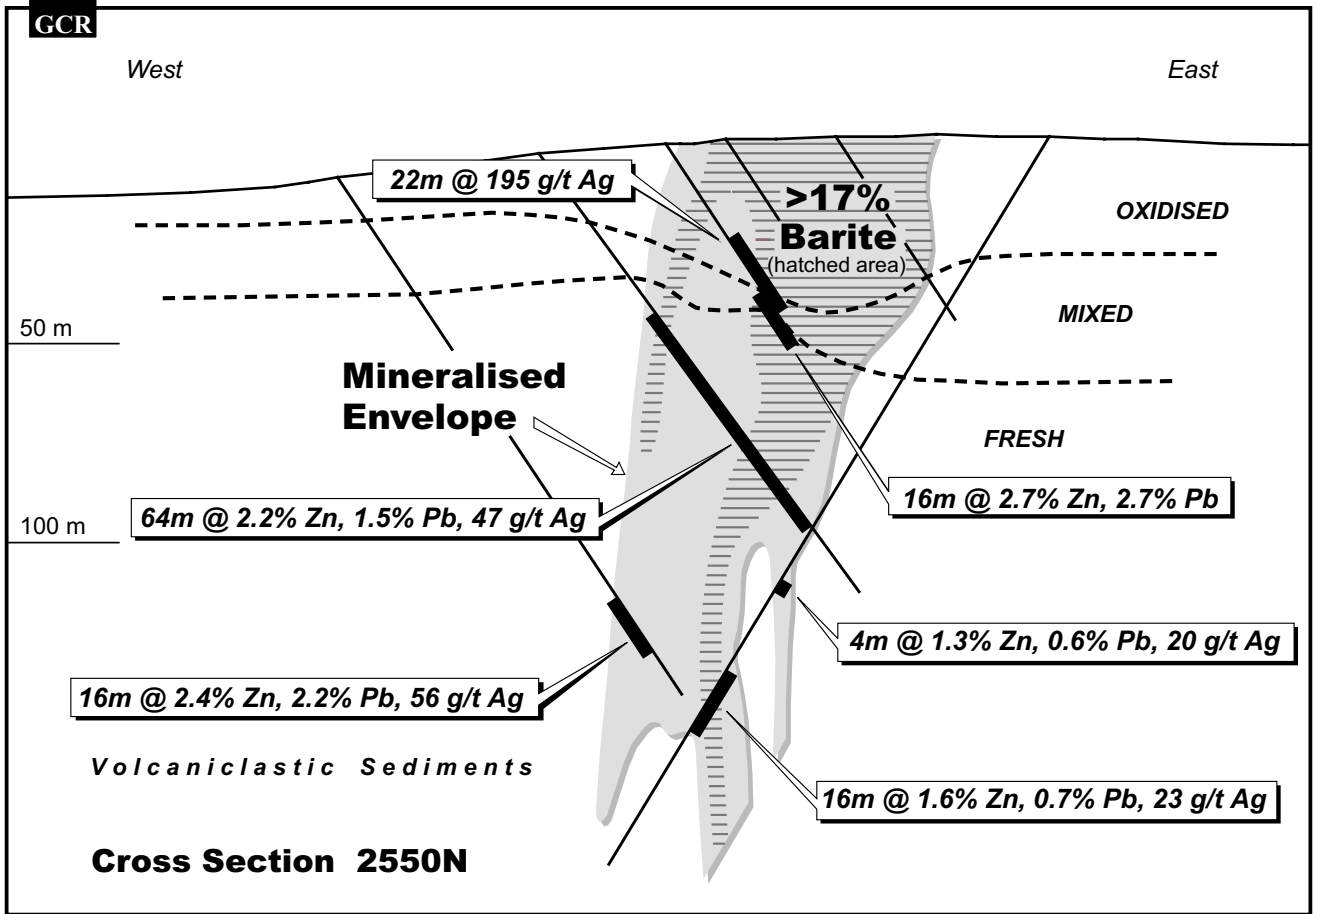 GCR
West
East
22m @ 195 g/t Ag
>17%
Barite
(hatched area)
OXIDISED
MIXED
50 m
Mineralised
Envelope
FRESH
16m @ 2.7% Zn, 2.7% Pb
64m @ 2.2% Zn, 1.5% Pb, 47 g/t Ag
100 m
4m @ 1.3% Zn, 0.6% Pb, 20 g/t Ag
16m @ 2.4% Zn, 2.2% Pb, 56 g/t Ag
Volcaniclastic Sediments
16m @ 1.6% Zn, 0.7% Pb, 23 g/t Ag
Cross Section 2550N